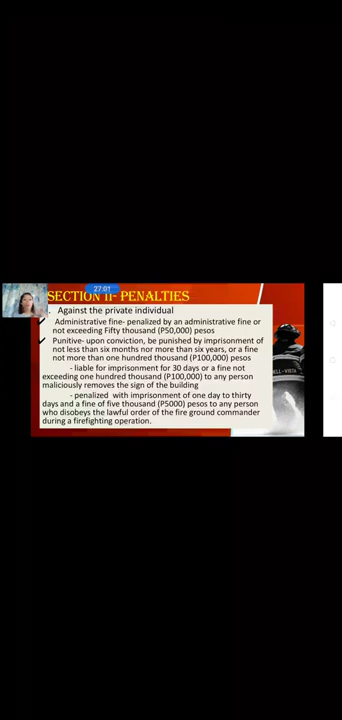 27:01
SECTION II- PENALTIES
. Against the private individual
✓ Administrative fine- penalized by an administrative fine or
not exceeding Fifty thousand (P50,000) pesos
✓ Punitive- upon conviction, be punished by imprisonment of
not less than six months nor more than six years, or a fine
not more than one hundred thousand (P100,000) pesos
- liable for imprisonment for 30 days or a fine not
exceeding one hundred thousand (P100,000) to any person
maliciously removes the sign of the building
- penalized with imprisonment of one day to thirty
days and a fine of five thousand (P5000) pesos to any person
who disobeys the lawful order of the fire ground commander
during a firefighting operation.